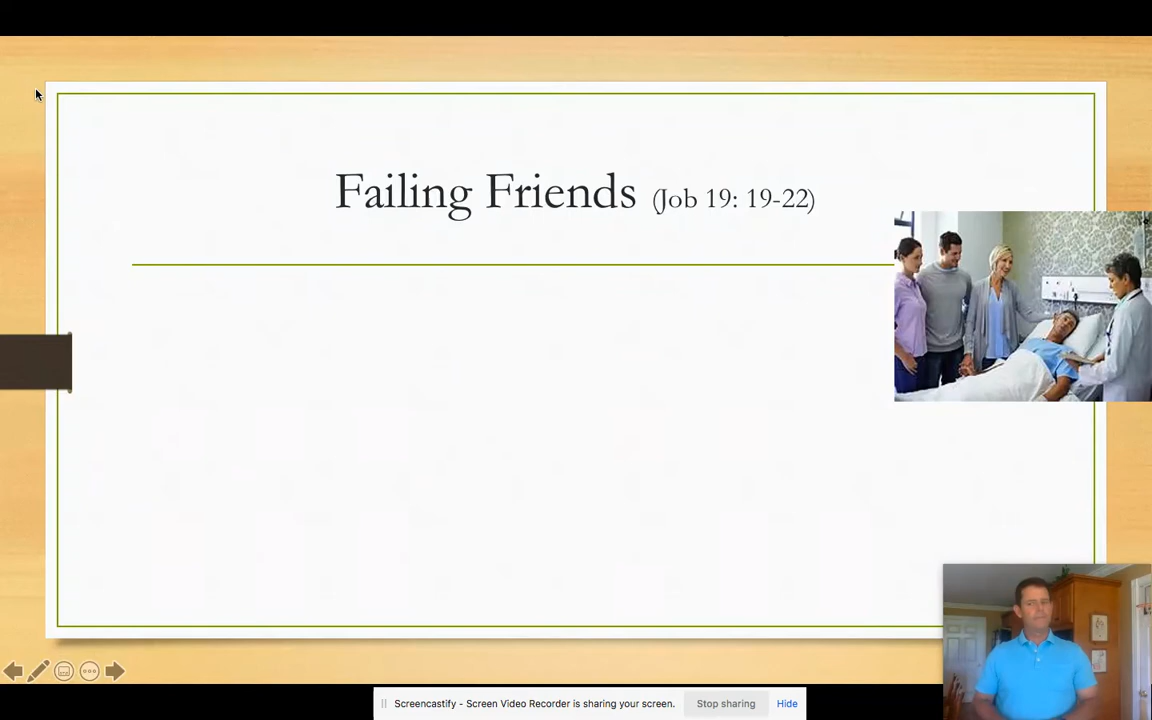 Failing Friends (Job 19: 19-22)
Screencastify - Screen Video Recorder is sharing your screen. Stop sharing Hide